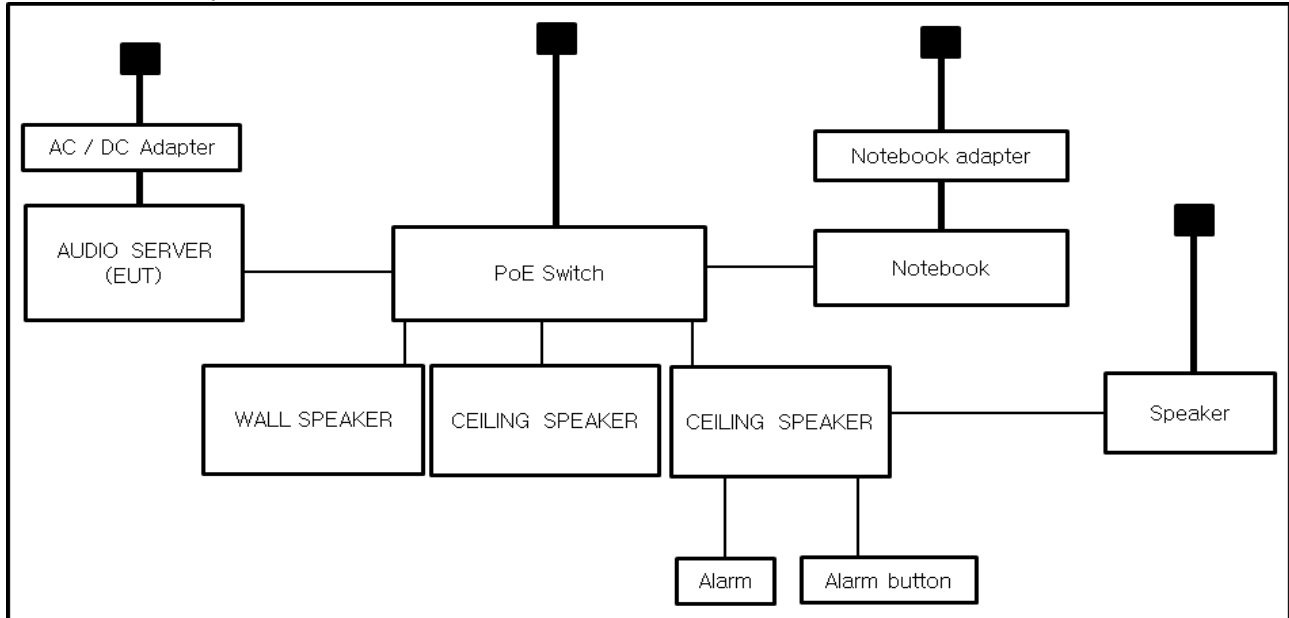 AC / DC Adapter
Notebook adapter
AUDIO SERVER
(EUT)
PoE Switch
Notebook
WALL SPEAKER
CEILING SPEAKER
CEILING SPEAKER
Speaker
Alarm
Alarm button